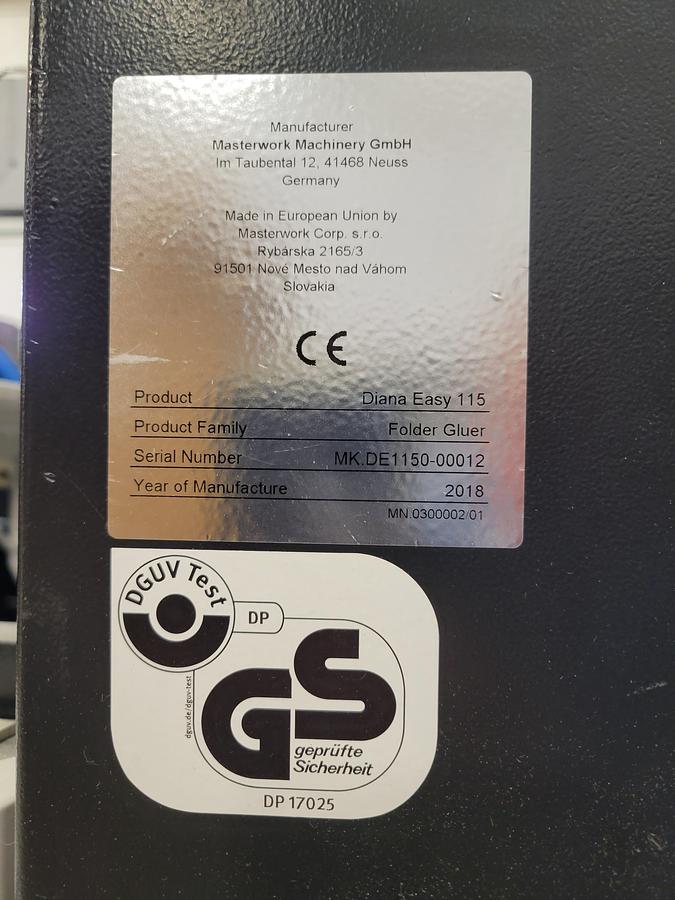 Manufacturer
Masterwork Machinery GmbH
Im Taubental 12, 41468 Neuss
Germany
Made in European Union by
Masterwork Corp. s.r.o.
Rybárska 2165/3
91501 Nové Mesto nad Váhom
Slovakia
CE
Product Diana Easy 115
Product Family Folder Gluer
Serial Number MK.DE1150-00012
Year of Manufacture 2018
MN.0300002/01
DGUV Test
DP
dguv.de/dguv-test
GS
geprüfte
Sicherheit
DP 17025